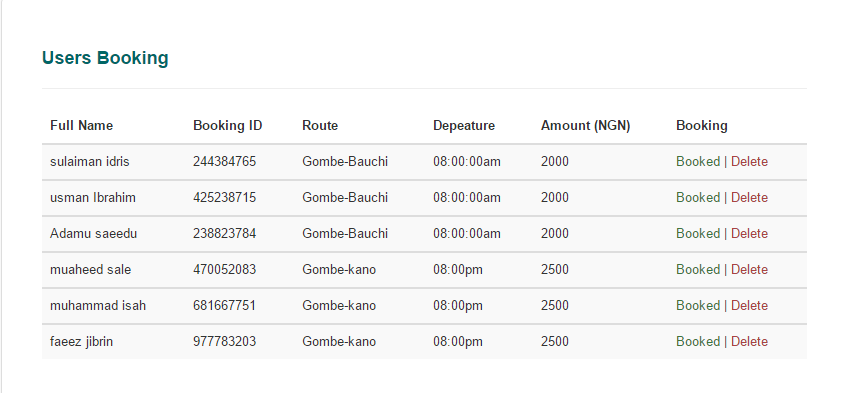 Users Booking
Full Name Booking ID Route Depeature Amount (NGN) Booking
sulaiman idris 244384765 Gombe-Bauchi 08:00:00am 2000 Booked | Delete
usman Ibrahim 425238715 Gombe-Bauchi 08:00:00am 2000 Booked | Delete
Adamu saeedu 238823784 Gombe-Bauchi 08:00:00am 2000 Booked | Delete
muaheed sale 470052083 Gombe-kano 08:00pm 2500 Booked | Delete
muhammad isah 681667751 Gombe-kano 08:00pm 2500 Booked | Delete
faeez jibrin 977783203 Gombe-kano 08:00pm 2500 Booked | Delete